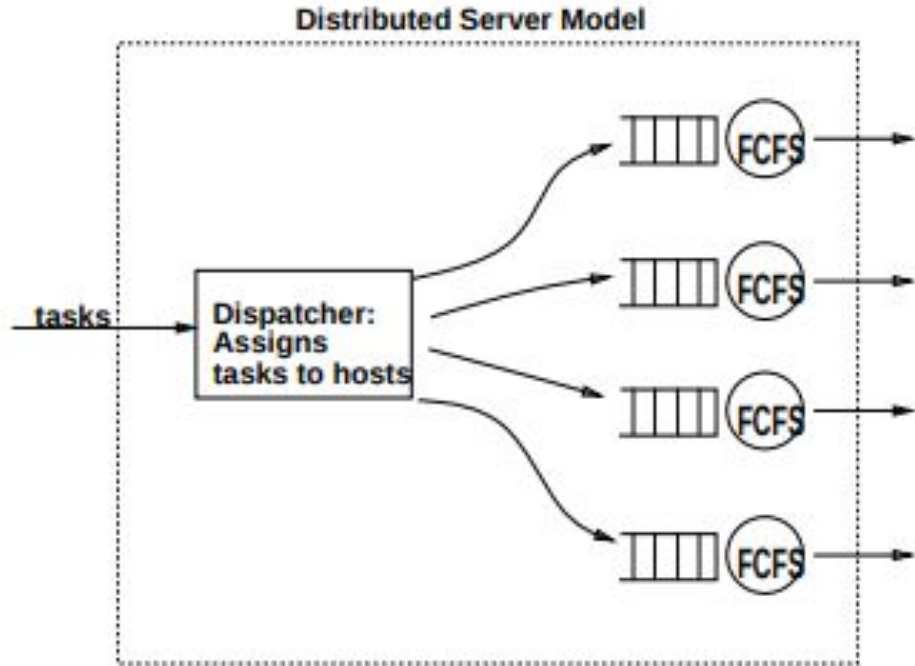 Distributed Server Model
FCFS
FCFS
tasks
Dispatcher:
Assigns
tasks to hosts
FCFS
FCFS